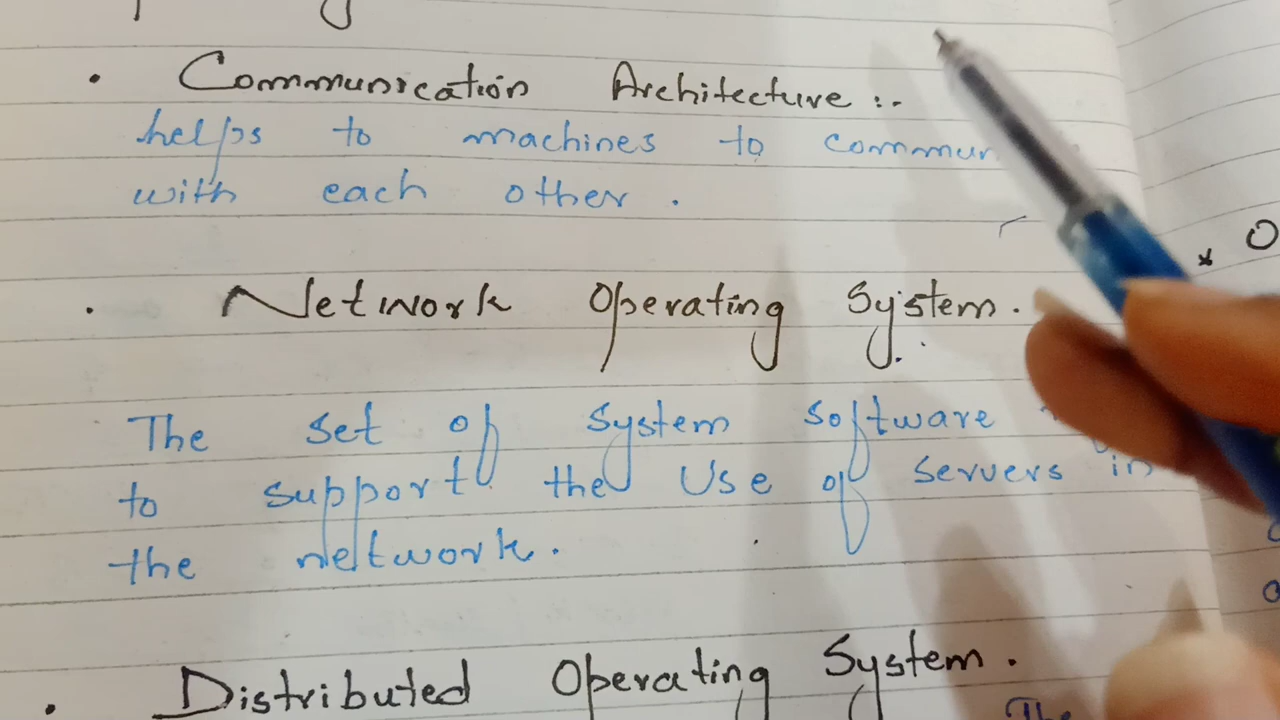 • Communication Architecture :-
helps to machines to
with each other .
• Network Operating System .
The set of System Software
to support the Use of Servers in
the network .
* O
• Distributed Operating System .
The